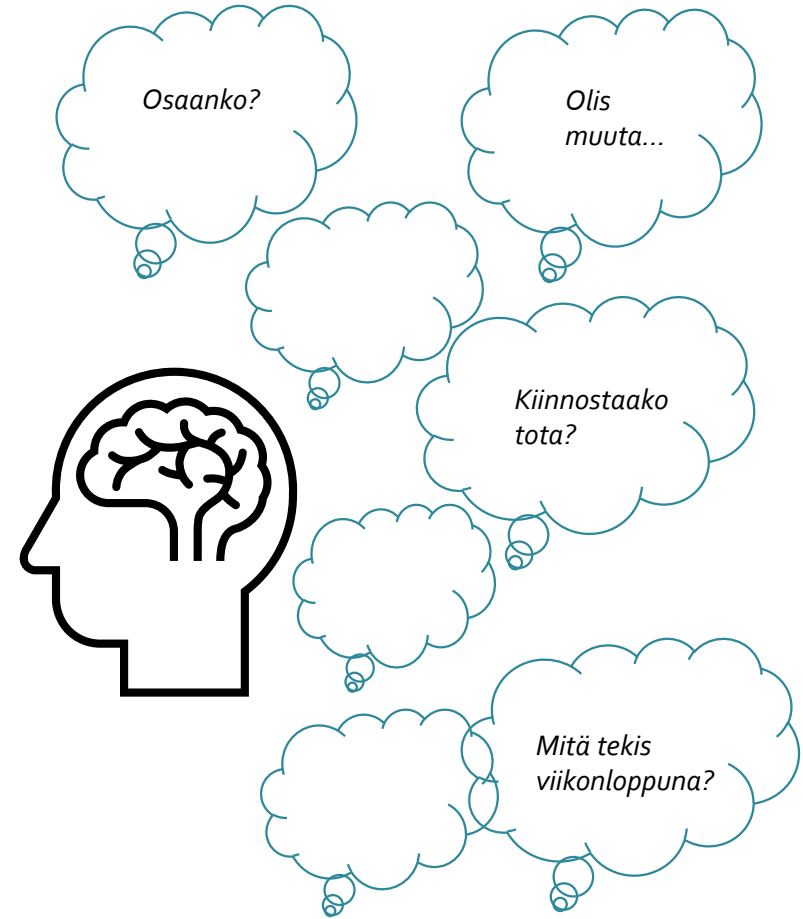 Osaanko?
Olis
muuta...
Kiinnostaako
tota?
Mitä tekis
viikonloppuna?